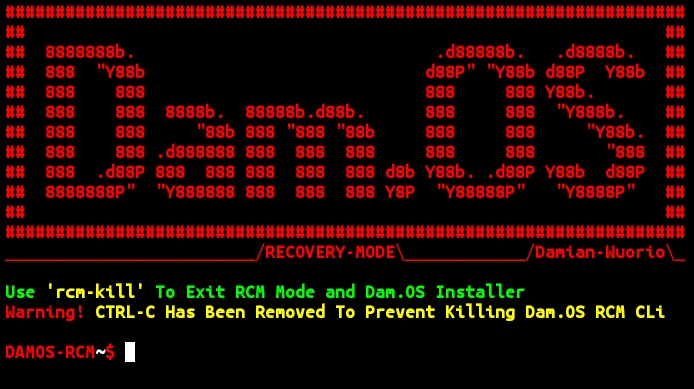 ####################################################################
##                                                                ##
##  8888888b.                              .d88888b.   .d8888b.   ##
##  888  "Y88b                            d88P" "Y88b d88P  Y88b  ##
##  888    888                            888     888 Y88b.       ##
##  888    888  8888b.  88888b.d88b.      888     888  "Y888b.    ##
##  888    888     "88b 888 "888 "88b     888     888     "Y88b.  ##
##  888    888 .d888888 888  888  888     888     888       "888  ##
##  888  .d88P 888  888 888  888  888 d8b Y88b. .d88P Y88b  d88P  ##
##  8888888P"  "Y888888 888  888  888 Y8P  "Y88888P"   "Y8888P"   ##
##                                                                ##
####################################################################
_________________________/RECOVERY-MODE\____________/Damian-Wuorio\_
Use 'rcm-kill' To Exit RCM Mode and Dam.OS Installer
Warning! CTRL-C Has Been Removed To Prevent Killing Dam.OS RCM CLi
DAMOS-RCM~$